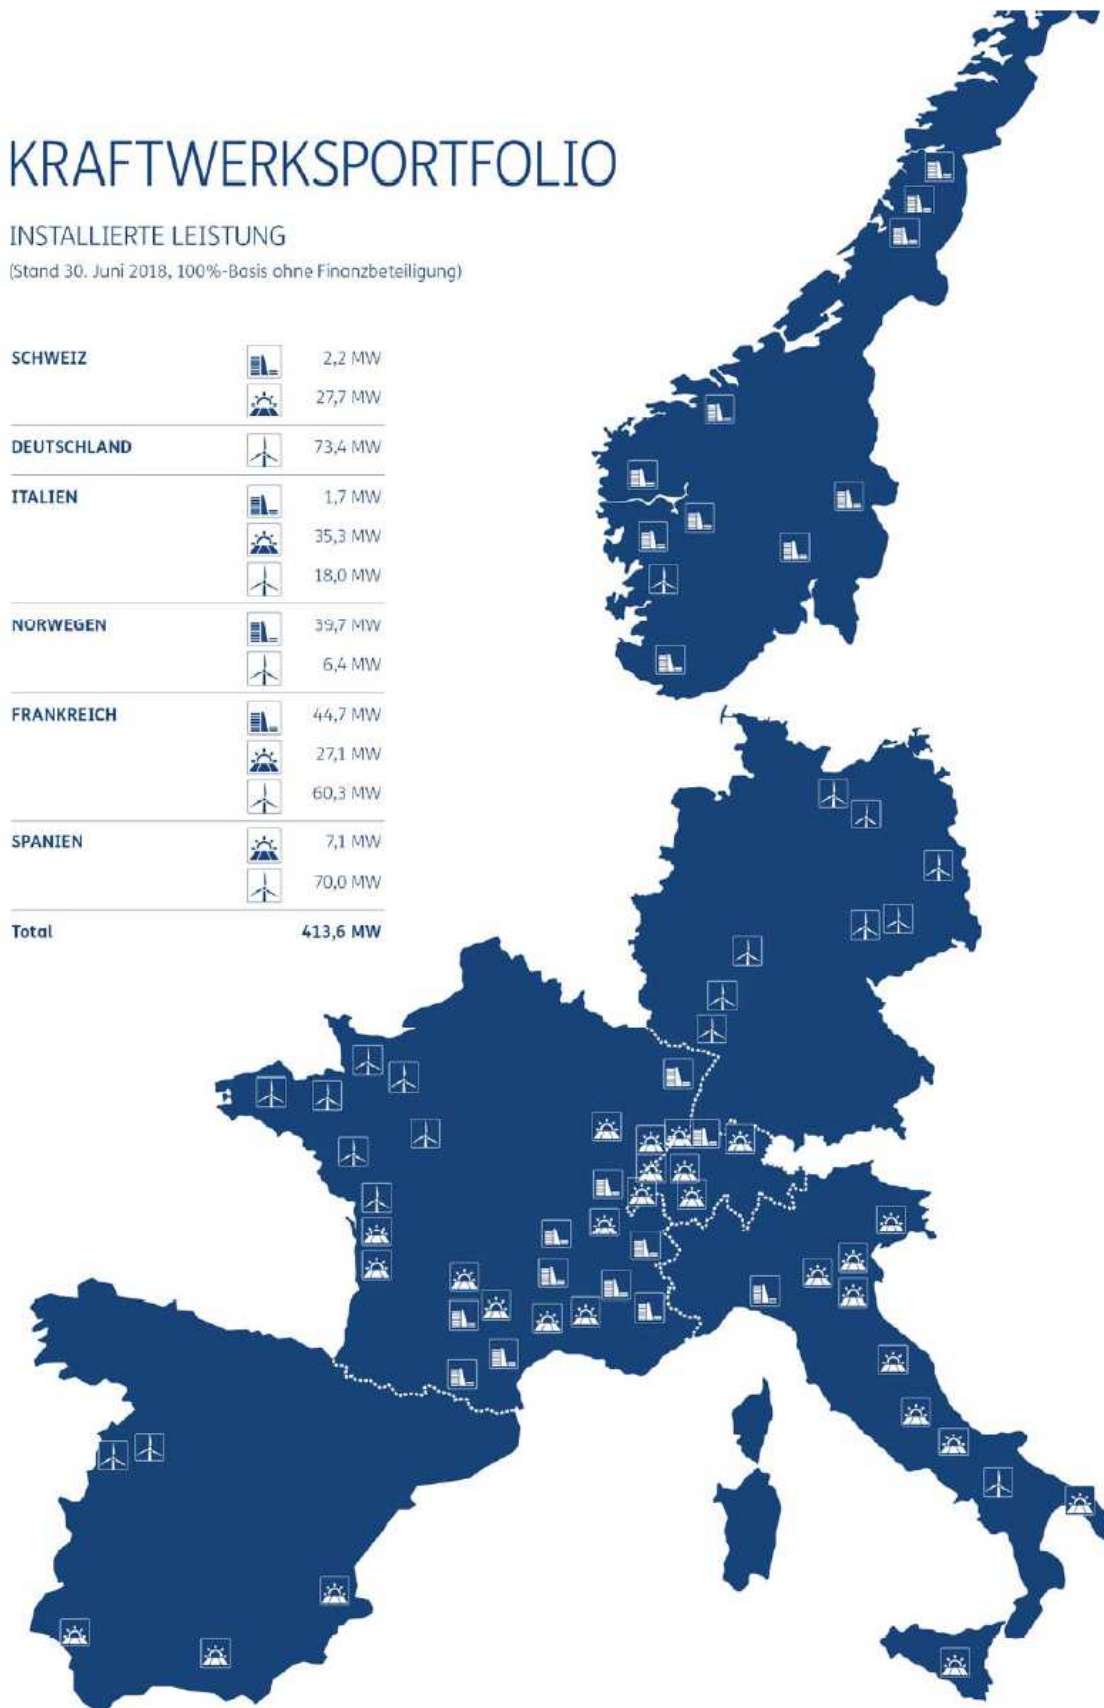 KRAFTWERKSPORTFOLIO
INSTALLIERTE LEISTUNG
(Stand 30. Juni 2018, 100%-Basis ohne Finanzbeteiligung)
SCHWEIZ 2,2 MW
27,7 MW
DEUTSCHLAND 73,4 MW
ITALIEN 1,7 MW
35,3 MW
18,0 MW
NORWEGEN 39,7 MW
6,4 MW
FRANKREICH 44,7 MW
27,1 MW
60,3 MW
SPANIEN 7,1 MW
70,0 MW
Total 413,6 MW